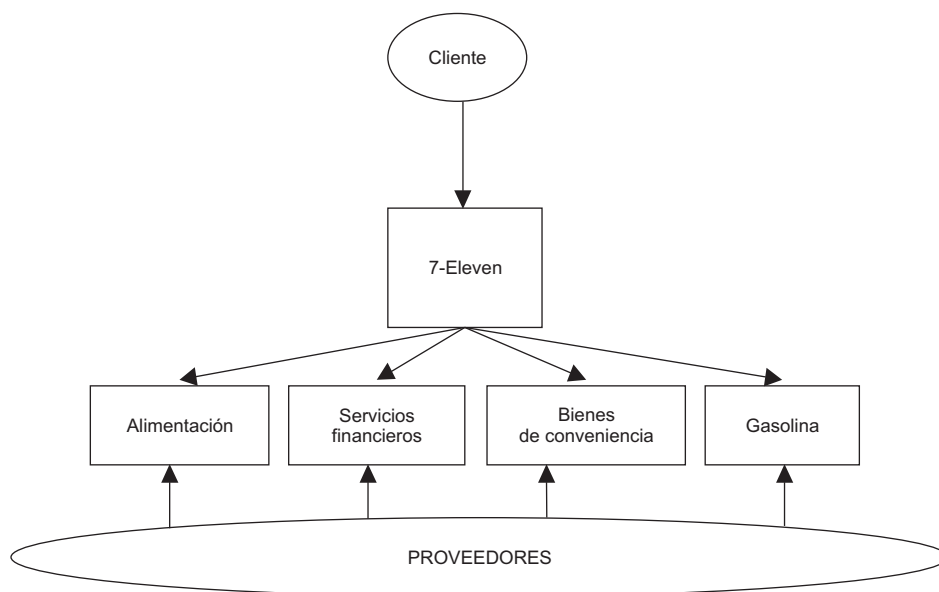 Cliente
7-Eleven
Alimentación
Servicios
financieros
Bienes
de conveniencia
Gasolina
PROVEEDORES